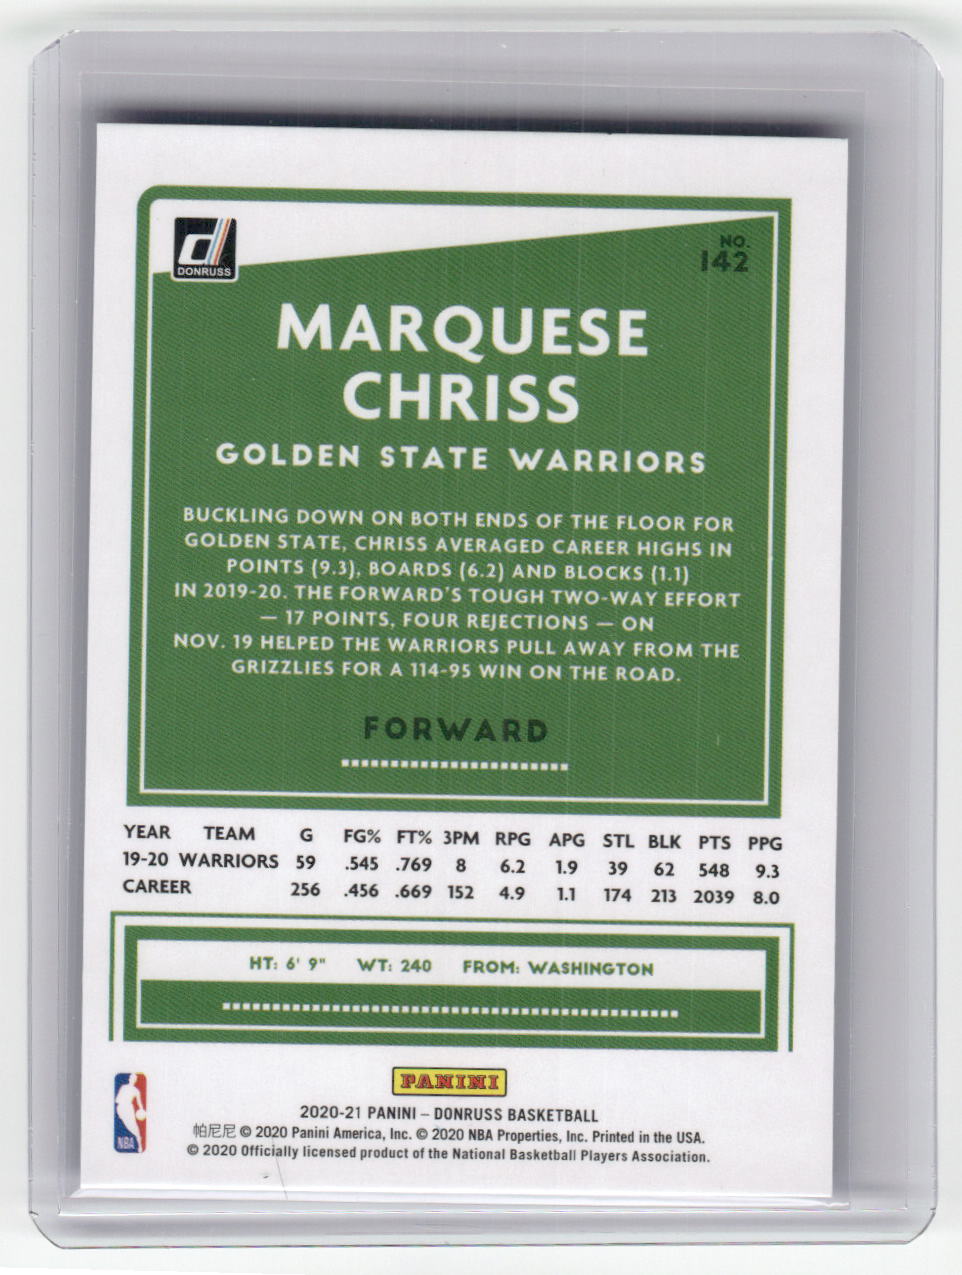 DONRUSS
NO.
142
MARQUESE
CHRISS
GOLDEN STATE WARRIORS
BUCKLING DOWN ON BOTH ENDS OF THE FLOOR FOR
GOLDEN STATE, CHRISS AVERAGED CAREER HIGHS IN
POINTS (9.3), BOARDS (6.2) AND BLOCKS (1.1)
IN 2019-20. THE FORWARD'S TOUGH TWO-WAY EFFORT
— 17 POINTS, FOUR REJECTIONS — ON
NOV. 19 HELPED THE WARRIORS PULL AWAY FROM THE
GRIZZLIES FOR A 114-95 WIN ON THE ROAD.
FORWARD
YEAR TEAM G FG% FT% 3PM RPG APG STL BLK PTS PPG
19-20 WARRIORS 59 .545 .769 8 6.2 1.9 39 62 548 9.3
CAREER 256 .456 .669 152 4.9 1.1 174 213 2039 8.0
HT: 6' 9" WT: 240 FROM: WASHINGTON
PANINI
NBA
2020-21 PANINI – DONRUSS BASKETBALL
帕尼尼 © 2020 Panini America, Inc. © 2020 NBA Properties, Inc. Printed in the USA.
© 2020 Officially licensed product of the National Basketball Players Association.